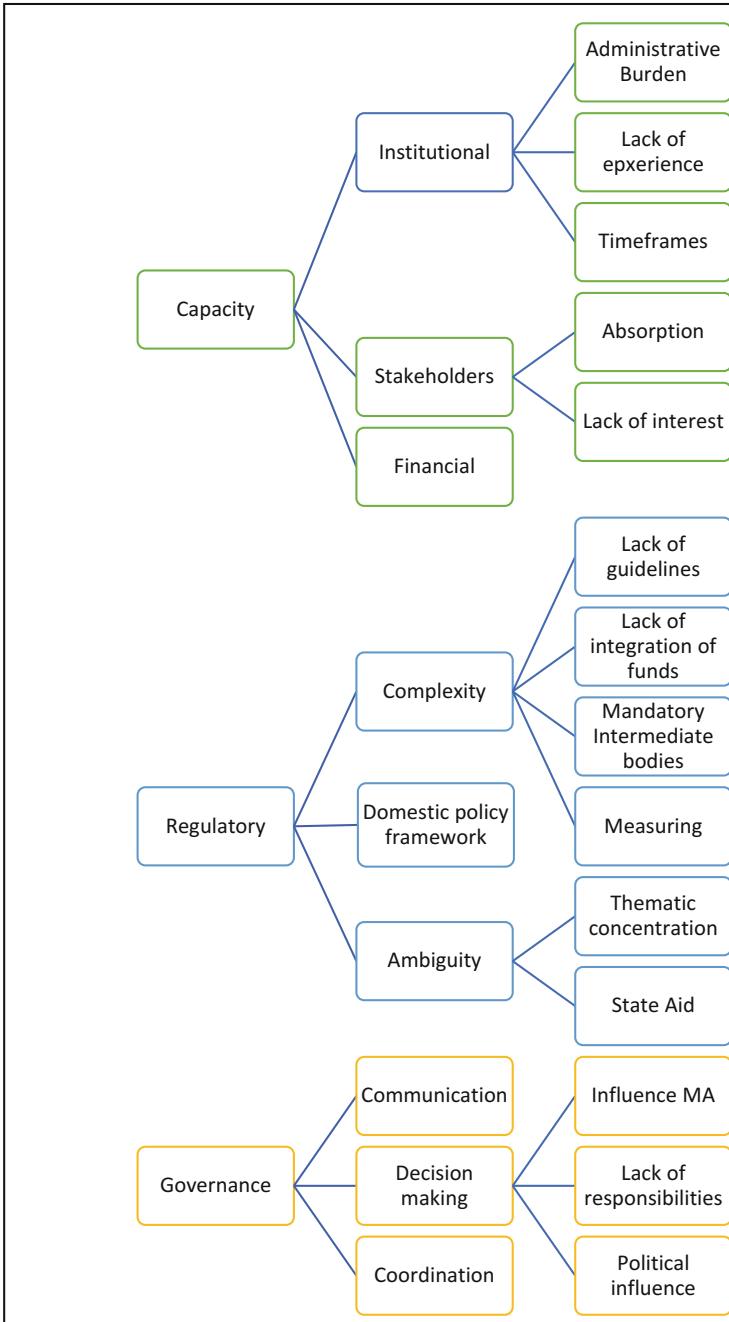 Capacity
Institutional
Administrative
Burden
Lack of
epxerience
Timeframes
Stakeholders
Absorption
Lack of interest
Financial
Regulatory
Complexity
Lack of
guidelines
Lack of
integration of
funds
Mandatory
Intermediate
bodies
Measuring
Domestic policy
framework
Ambiguity
Thematic
concentration
State Aid
Governance
Communication
Decision
making
Influence MA
Lack of
responsibilities
Political
influence
Coordination